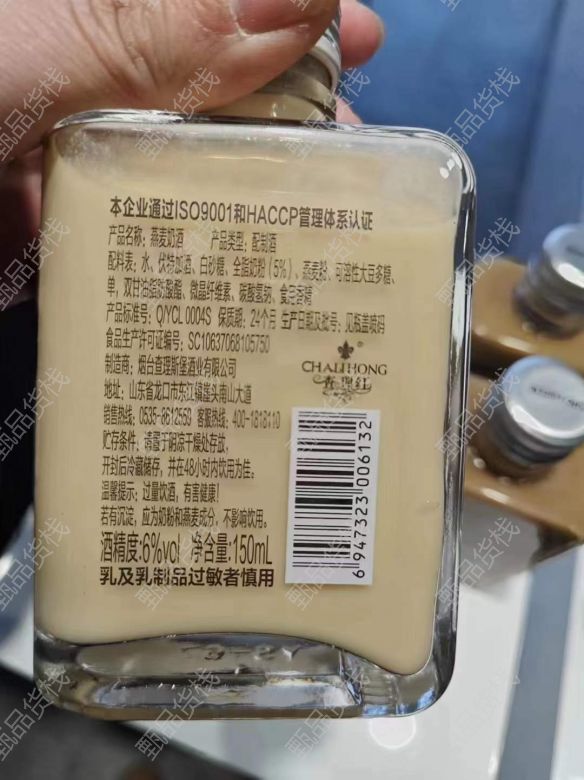 本企业通过ISO9001和HACCP管理体系认证
产品名称：燕麦奶酒 产品类型：配制酒
配料表：水、伏特加酒、白砂糖、全脂奶粉（5%）、燕麦粉、可溶性大豆多糖、
单，双甘油脂肪酸酯、微晶纤维素、碳酸氢钠、食用香精
产品标准号：Q/YCL 0004S 保质期：24个月 生产日期及批号：见瓶盖喷码
食品生产许可证编号：SC10637068105750
制造商：烟台查理斯堡酒业有限公司
地址：山东省龙口市东江镇崖头南山大道
销售热线：0535-8612559 客服热线：400-1818110
贮存条件：请置于阴凉干燥处存放，
开封后冷藏储存，并在48小时内饮用为佳。
温馨提示：过量饮酒，有害健康！
若有沉淀，应为奶粉和燕麦成分，不影响饮用。
酒精度：6%vol 净含量：150mL
乳及乳制品过敏者慎用
CHALIHONG
查理红
6947323006132
甄品货栈